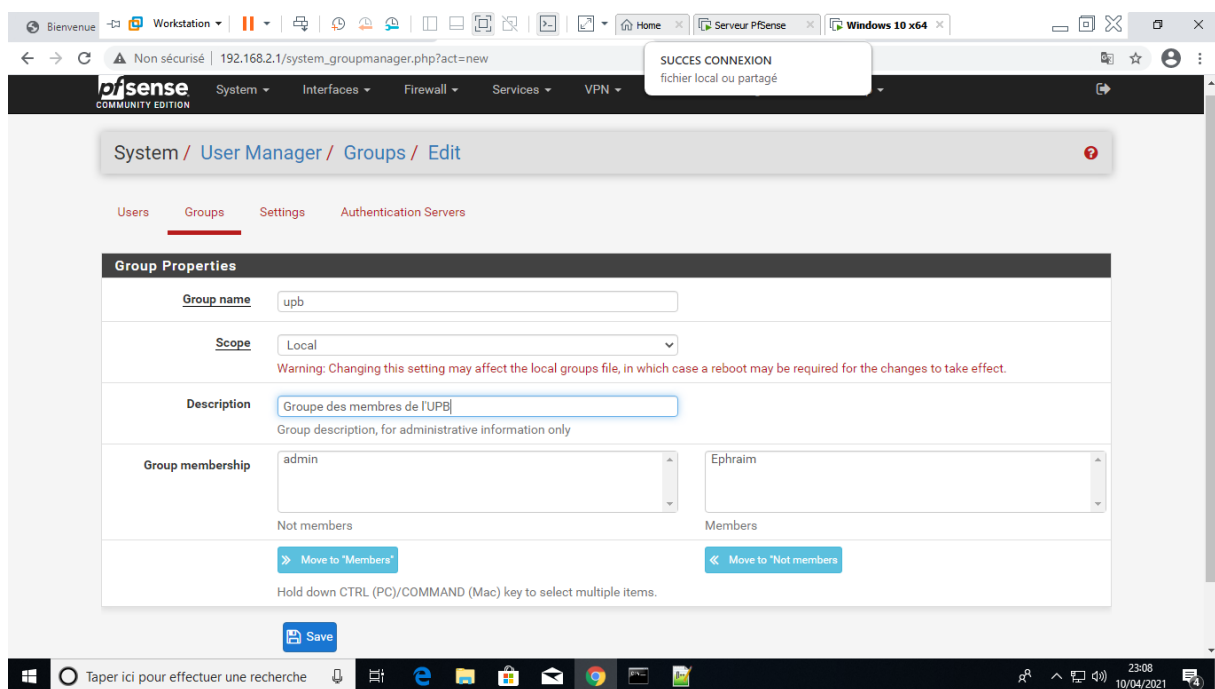 Bienvenue Workstation Home Serveur PfSense Windows 10 x64
Non sécurisé | 192.168.2.1/system_groupmanager.php?act=new
SUCCES CONNEXION
fichier local ou partagé
pfsense System Interfaces Firewall Services VPN
COMMUNITY EDITION
System / User Manager / Groups / Edit
Users Groups Settings Authentication Servers
Group Properties
Group name upb
Scope Local
Warning: Changing this setting may affect the local groups file, in which case a reboot may be required for the changes to take effect.
Description Groupe des membres de l'UPB
Group description, for administrative information only
Group membership admin Ephraim
Not members Members
Move to "Members" Move to "Not members
Hold down CTRL (PC)/COMMAND (Mac) key to select multiple items.
Save
Taper ici pour effectuer une recherche 23:08
10/04/2021 4